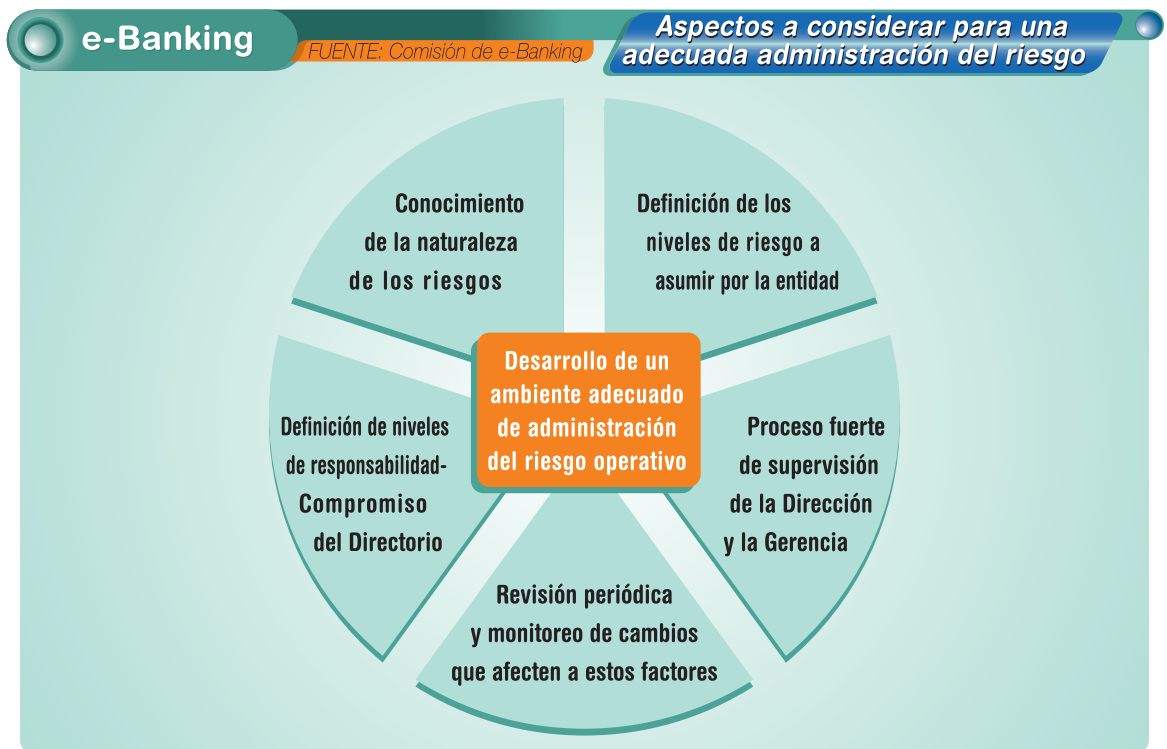 e-Banking
FUENTE: Comisión de e-Banking
Aspectos a considerar para una
adecuada administración del riesgo
Conocimiento
de la naturaleza
de los riesgos
Definición de los
niveles de riesgo a
asumir por la entidad
Desarrollo de un
ambiente adecuado
de administración
del riesgo operativo
Definición de niveles
de responsabilidad-
Compromiso
del Directorio
Proceso fuerte
de supervisión
de la Dirección
y la Gerencia
Revisión periódica
y monitoreo de cambios
que afecten a estos factores